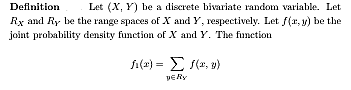 Definition Let (X, Y) be a discrete bivariate random variable. Let
R_X and R_Y be the range spaces of X and Y, respectively. Let f(x, y) be the
joint probability density function of X and Y. The function
f₁(x) = ∑_{y∈R_Y} f(x, y)